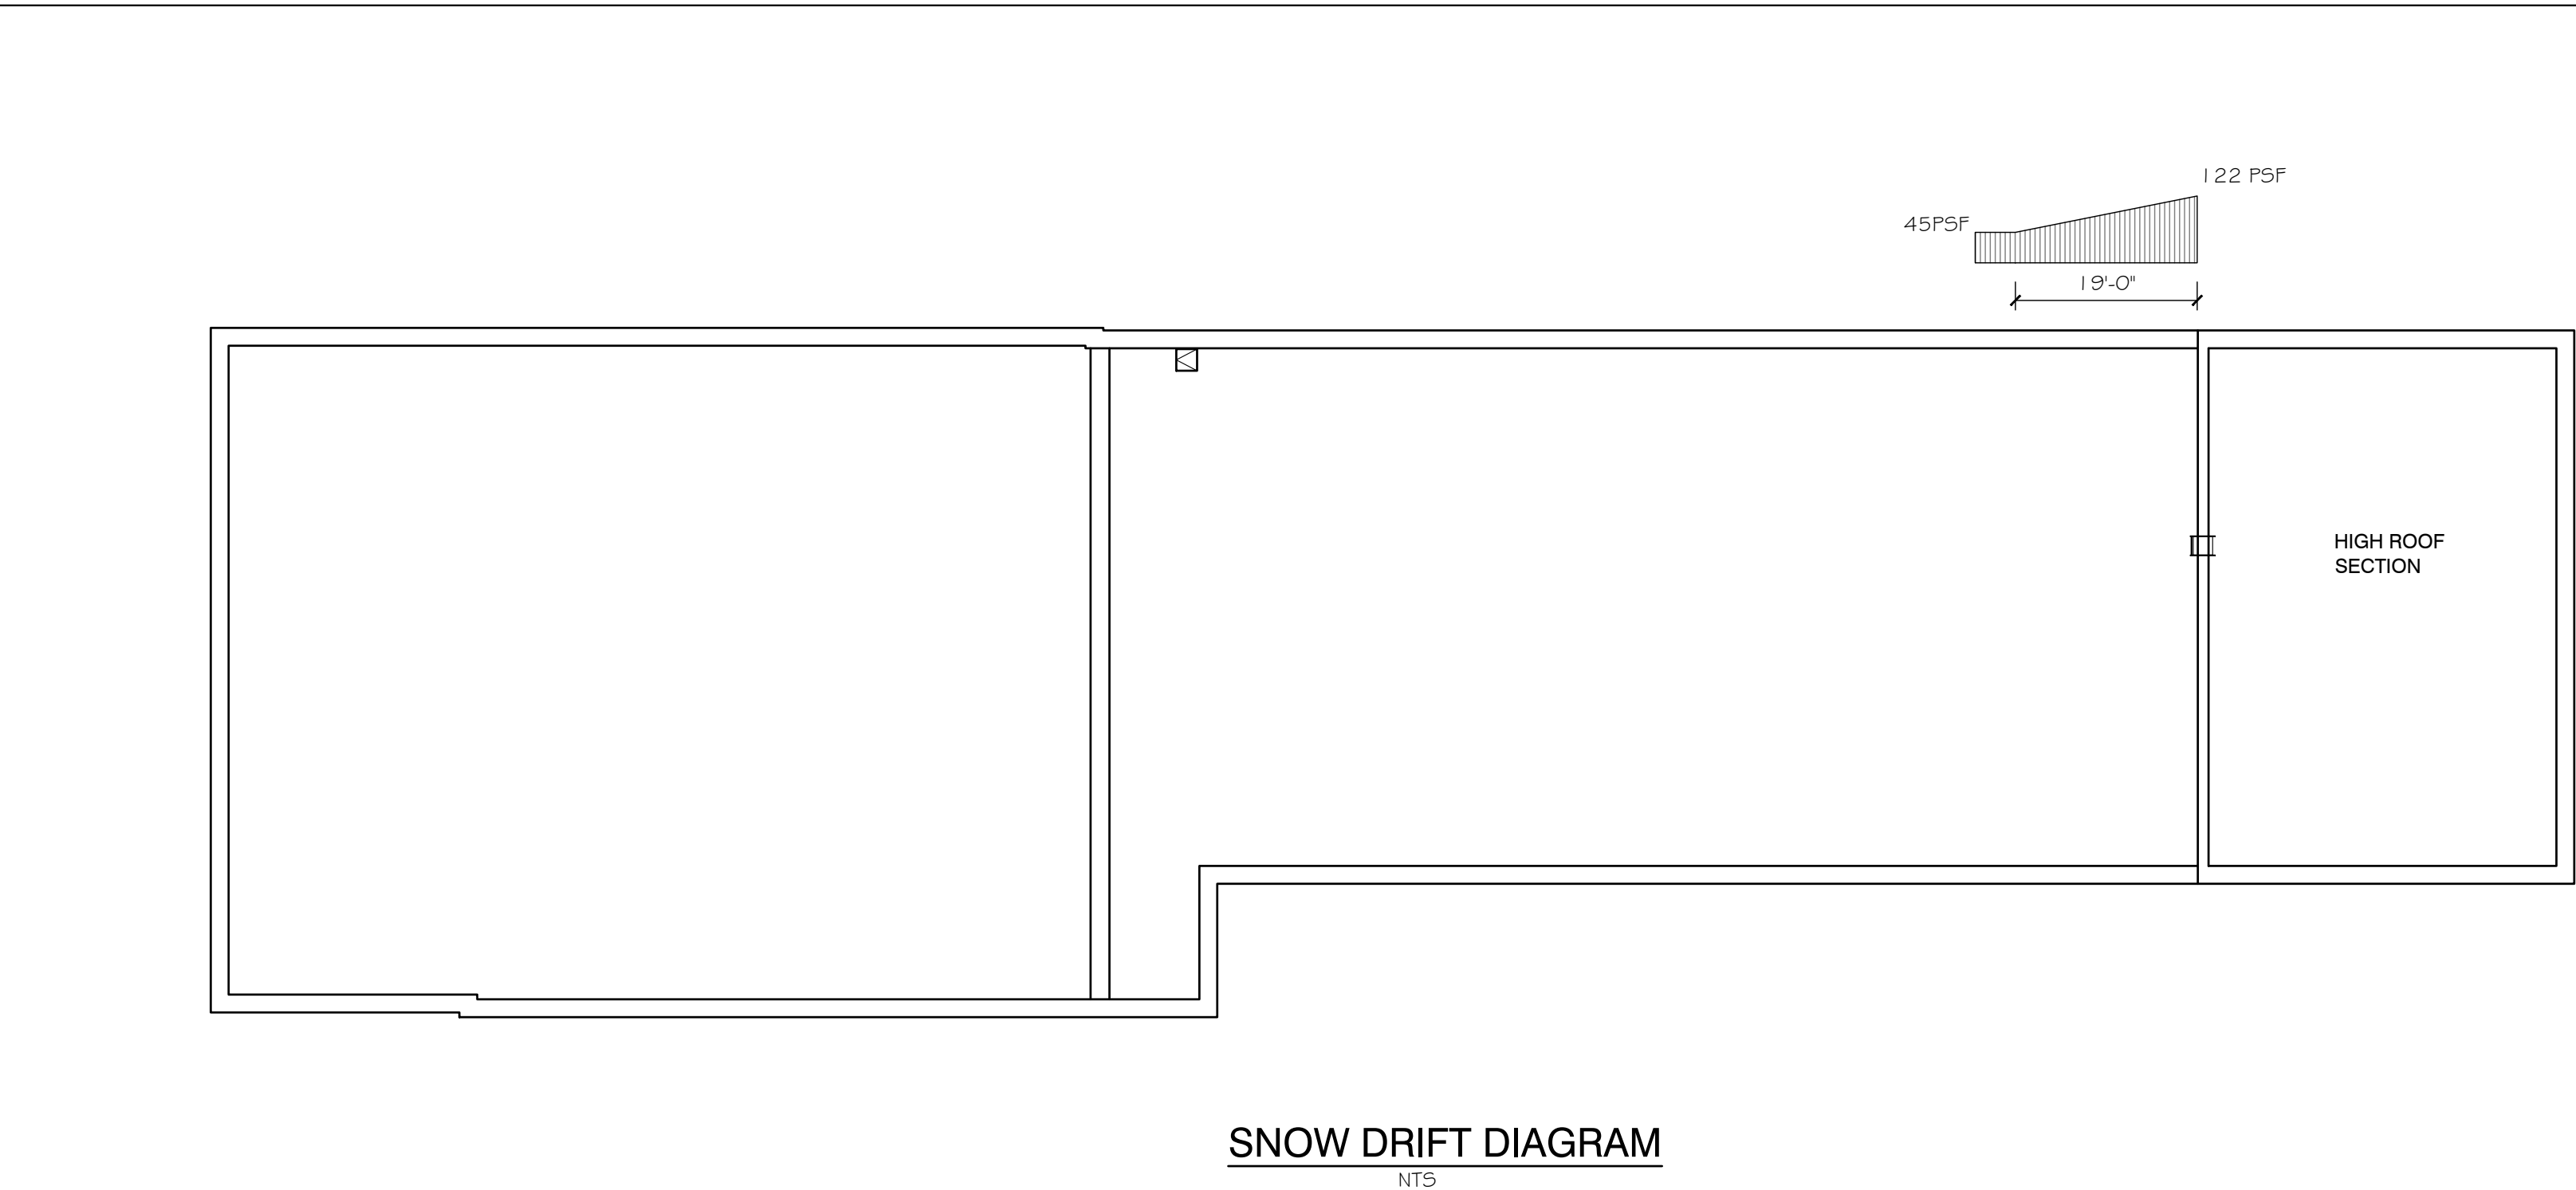 122 PSF
45PSF
19'-0"
HIGH ROOF
SECTION
SNOW DRIFT DIAGRAM
NTS